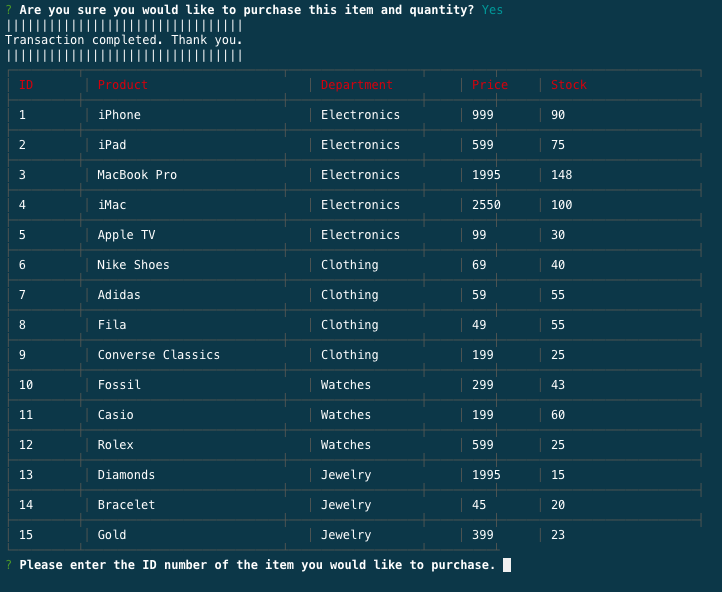 ? Are you sure you would like to purchase this item and quantity? Yes
|||||||||||||||||||||||||||||||||
Transaction completed. Thank you.
|||||||||||||||||||||||||||||||||
ID | Product | Department | Price | Stock
1 | iPhone | Electronics | 999 | 90
2 | iPad | Electronics | 599 | 75
3 | MacBook Pro | Electronics | 1995 | 148
4 | iMac | Electronics | 2550 | 100
5 | Apple TV | Electronics | 99 | 30
6 | Nike Shoes | Clothing | 69 | 40
7 | Adidas | Clothing | 59 | 55
8 | Fila | Clothing | 49 | 55
9 | Converse Classics | Clothing | 199 | 25
10 | Fossil | Watches | 299 | 43
11 | Casio | Watches | 199 | 60
12 | Rolex | Watches | 599 | 25
13 | Diamonds | Jewelry | 1995 | 15
14 | Bracelet | Jewelry | 45 | 20
15 | Gold | Jewelry | 399 | 23
? Please enter the ID number of the item you would like to purchase.